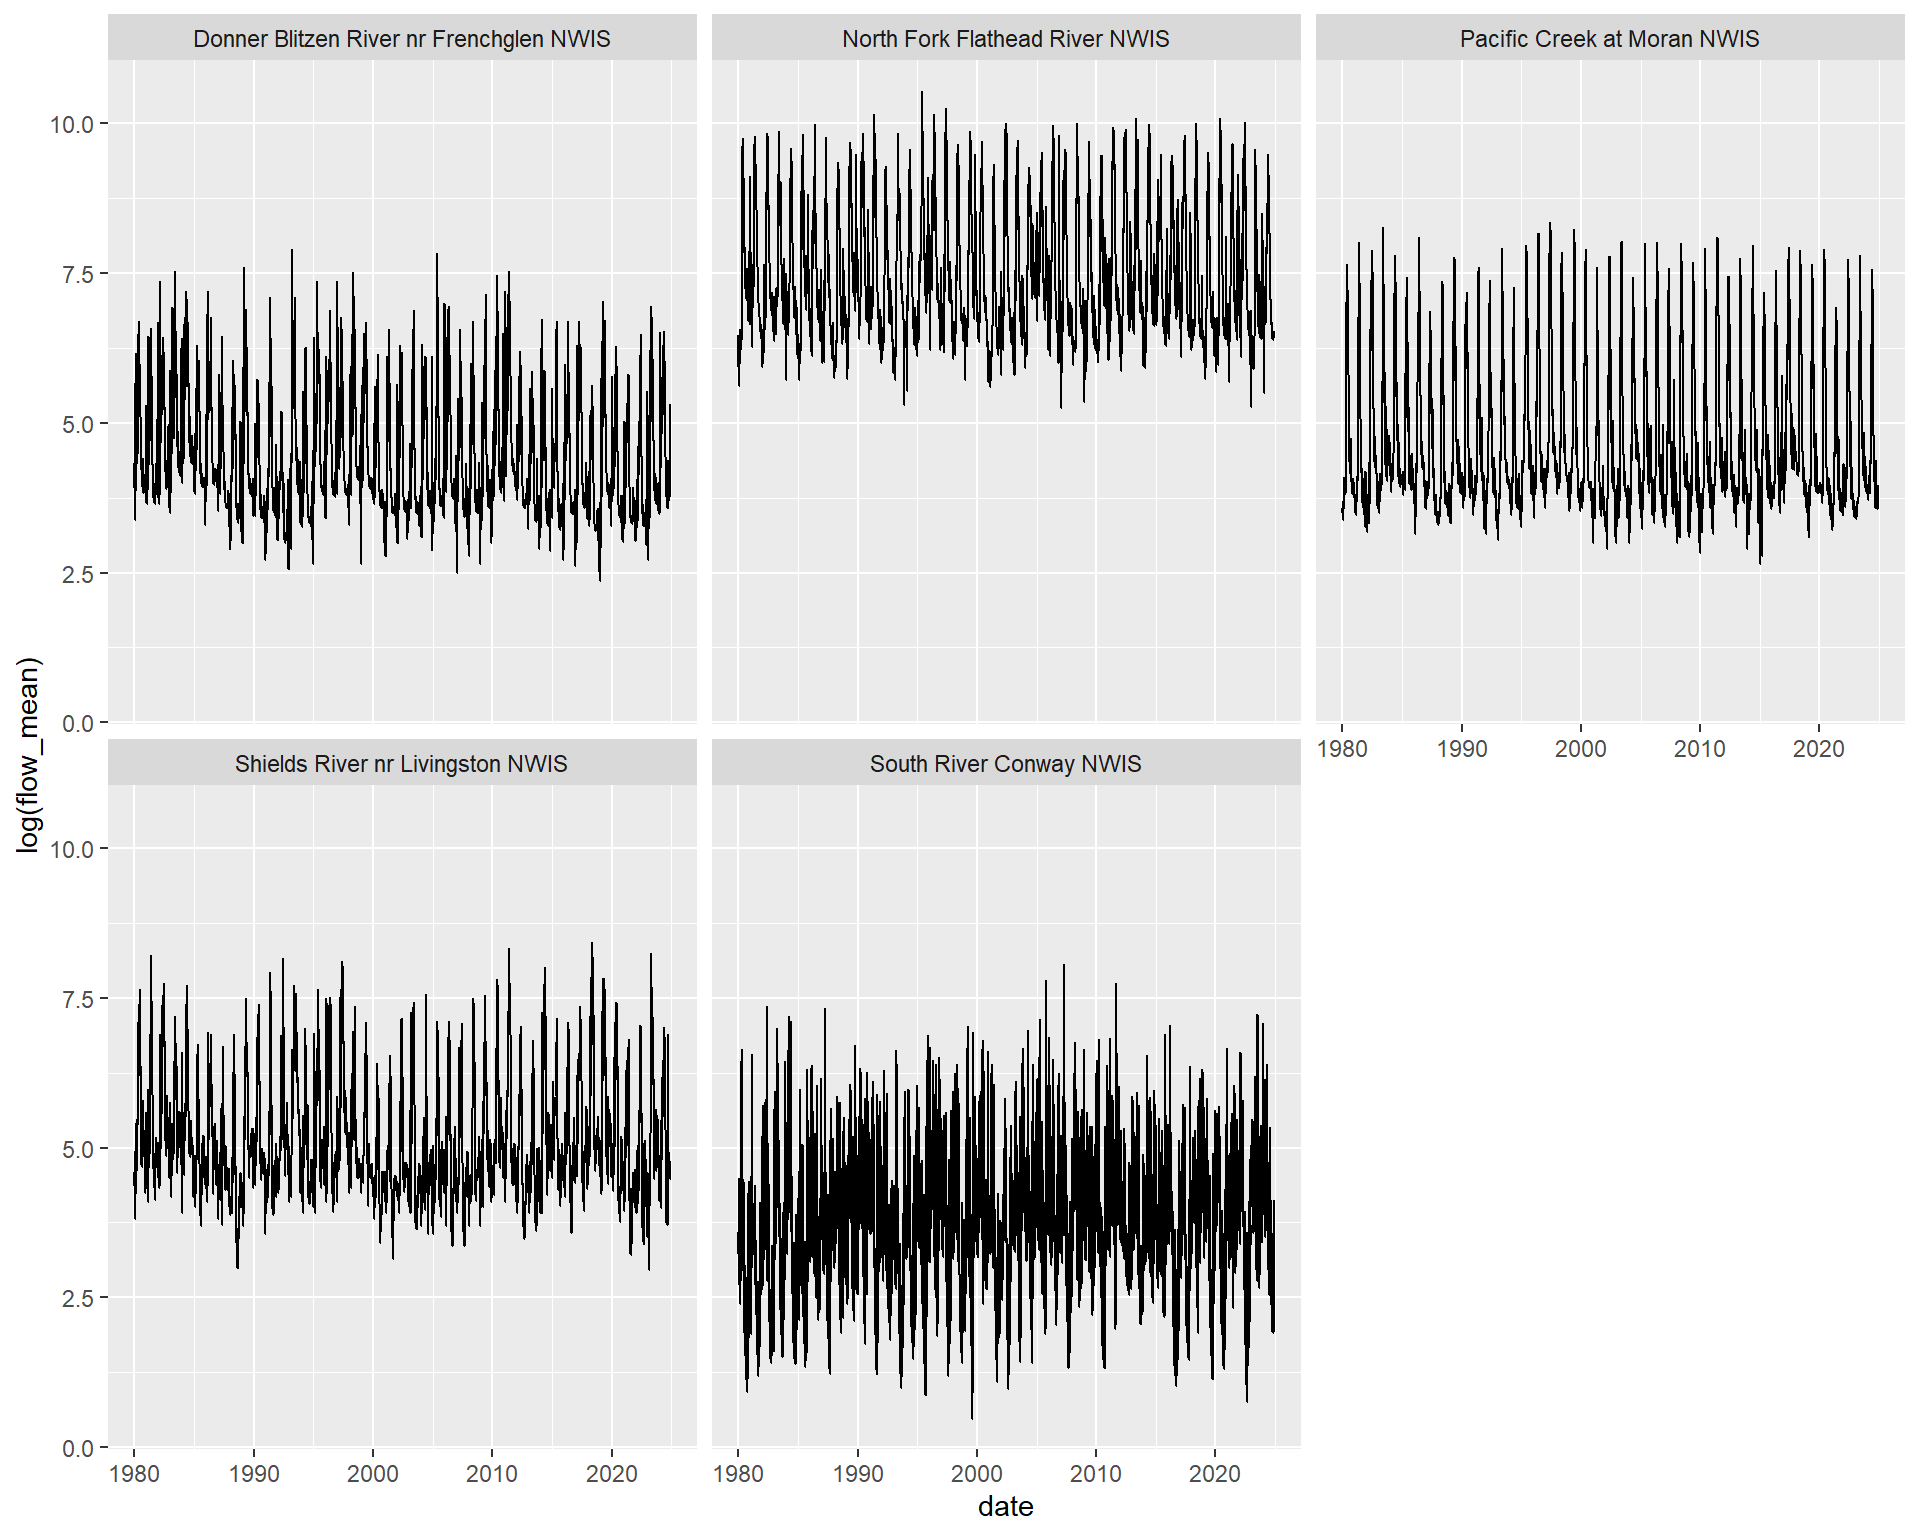 Donner Blitzen River nr Frenchglen NWIS
North Fork Flathead River NWIS
Pacific Creek at Moran NWIS
10.0
7.5
5.0
2.5
0.0
1980 1990 2000 2010 2020
Shields River nr Livingston NWIS
South River Conway NWIS
log(flow_mean)
10.0
7.5
5.0
2.5
0.0
1980 1990 2000 2010 2020
1980 1990 2000 2010 2020
date